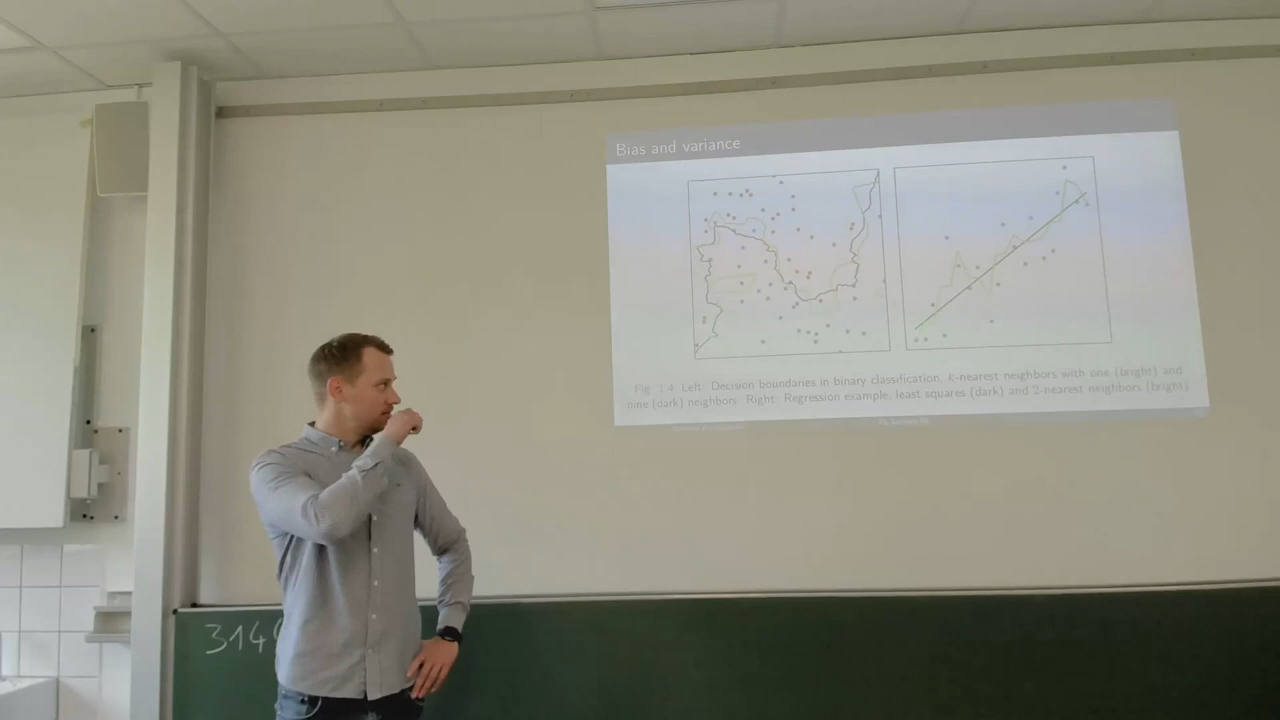 Bias and variance
Fig. 1.4 Left: Decision boundaries in binary classification, k-nearest neighbors with one (bright) and
nine (dark) neighbors. Right: Regression example, least squares (dark) and 2-nearest neighbors (bright)
314